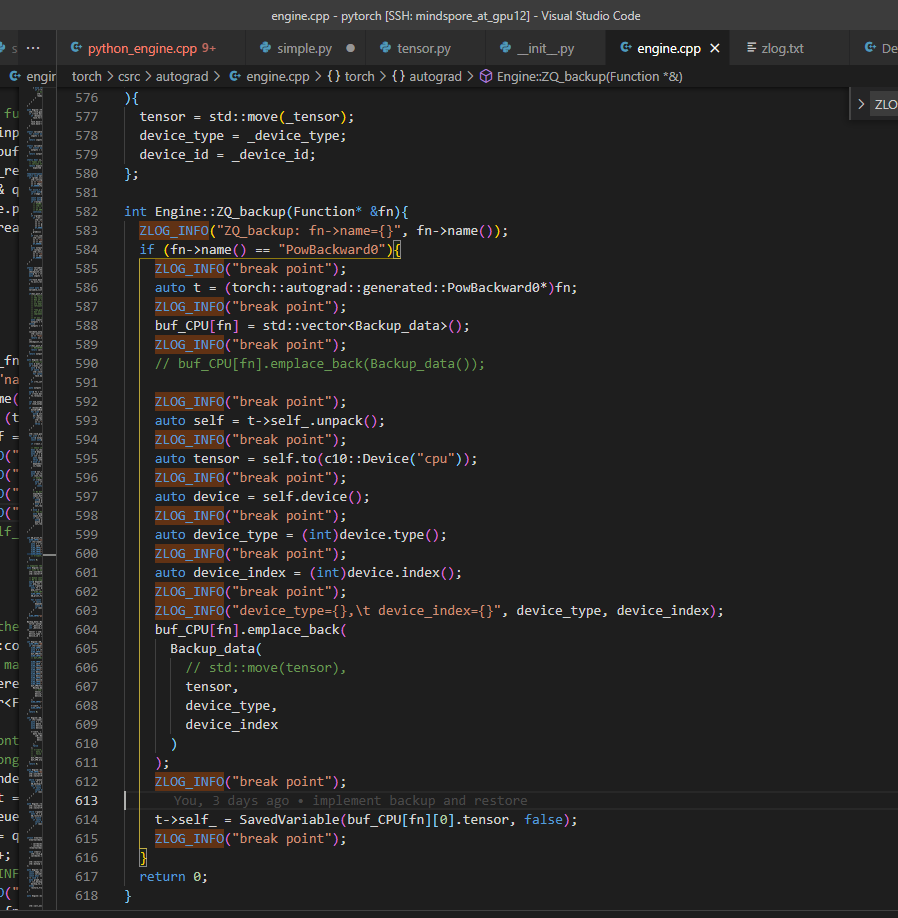 engine.cpp - pytorch [SSH: mindspore_at_gpu12] - Visual Studio Code
s ··· python_engine.cpp 9+ simple.py ● tensor.py __init__.py engine.cpp × zlog.txt De
engin torch > csrc > autograd > engine.cpp > {} torch > {} autograd > Engine::ZQ_backup(Function *&)
> ZLO
576 ){
577 tensor = std::move(_tensor);
578 device_type = _device_type;
579 device_id = _device_id;
580 };
581
582 int Engine::ZQ_backup(Function* &fn){
583 ZLOG_INFO("ZQ_backup: fn->name={}", fn->name());
584 if (fn->name() == "PowBackward0"){
585 ZLOG_INFO("break point");
586 auto t = (torch::autograd::generated::PowBackward0*)fn;
587 ZLOG_INFO("break point");
588 buf_CPU[fn] = std::vector<Backup_data>();
589 ZLOG_INFO("break point");
590 // buf_CPU[fn].emplace_back(Backup_data());
591
592 ZLOG_INFO("break point");
593 auto self = t->self_.unpack();
594 ZLOG_INFO("break point");
595 auto tensor = self.to(c10::Device("cpu"));
596 ZLOG_INFO("break point");
597 auto device = self.device();
598 ZLOG_INFO("break point");
599 auto device_type = (int)device.type();
600 ZLOG_INFO("break point");
601 auto device_index = (int)device.index();
602 ZLOG_INFO("break point");
603 ZLOG_INFO("device_type={},\t device_index={}", device_type, device_index);
604 buf_CPU[fn].emplace_back(
605 Backup_data(
606 // std::move(tensor),
607 tensor,
608 device_type,
609 device_index
610 )
611 );
612 ZLOG_INFO("break point");
613 You, 3 days ago • implement backup and restore
614 t->self_ = SavedVariable(buf_CPU[fn][0].tensor, false);
615 ZLOG_INFO("break point");
616 }
617 return 0;
618 }